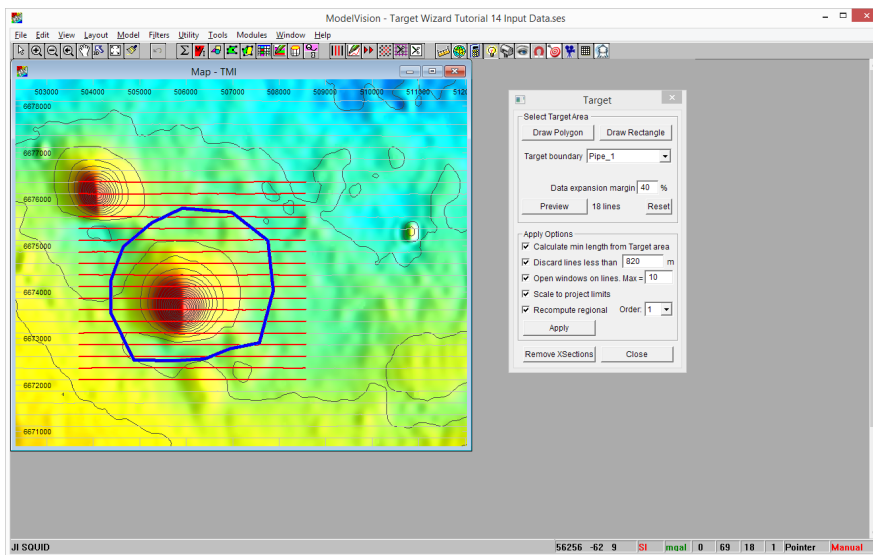 ModelVision - Target Wizard Tutorial 14 Input Data.ses
File Edit View Layout Model Filters Utility Tools Modules Window Help
Map - TMI
503000 504000 505000 506000 507000 508000 509000 510000 511000 512
6678000
6677000
6676000
6675000
6674000
6673000
6672000
6671000
Target
Select Target Area
Draw Polygon Draw Rectangle
Target boundary Pipe_1
Data expansion margin 40 %
Preview 18 lines Reset
Apply Options
Calculate min length from Target area
Discard lines less than 820 m
Open windows on lines. Max = 10
Scale to project limits
Recompute regional Order: 1
Apply
Remove XSections Close
JI SQUID 56256 -62 9 SI mgal 0 69 18 1 Pointer Manual